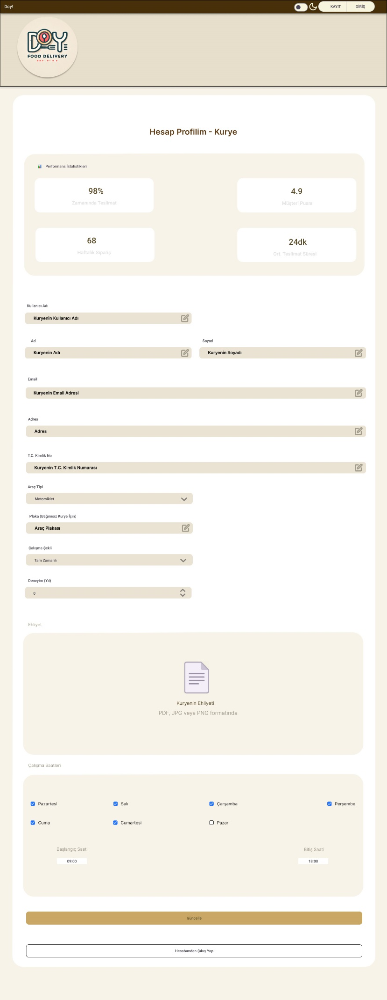 Doy!
KAYIT
GİRİŞ
DOY
FOOD DELIVERY
Hesap Profilim - Kurye
Performans İstatistikleri
98%
Zamanında Teslimat
4.9
Müşteri Puanı
68
Haftalık Sipariş
24dk
Ort. Teslimat Süresi
Kullanıcı Adı
Kuryenin Kullanıcı Adı
Ad
Soyad
Kuryenin Adı
Kuryenin Soyadı
Email
Kuryenin Email Adresi
Adres
Adres
T.C. Kimlik No
Kuryenin T.C. Kimlik Numarası
Araç Tipi
Motorsiklet
Plaka (Bağımsız Kurye İçin)
Araç Plakası
Çalışma Şekli
Tam Zamanlı
Deneyim (Yıl)
0
Ehliyet
Kuryenin Ehliyeti
PDF, JPG veya PNG formatında
Çalışma Saatleri
Pazartesi
Salı
Çarşamba
Perşembe
Cuma
Cumartesi
Pazar
Başlangıç Saati
Bitiş Saati
09:00
18:00
Güncelle
Hesabımdan Çıkış Yap